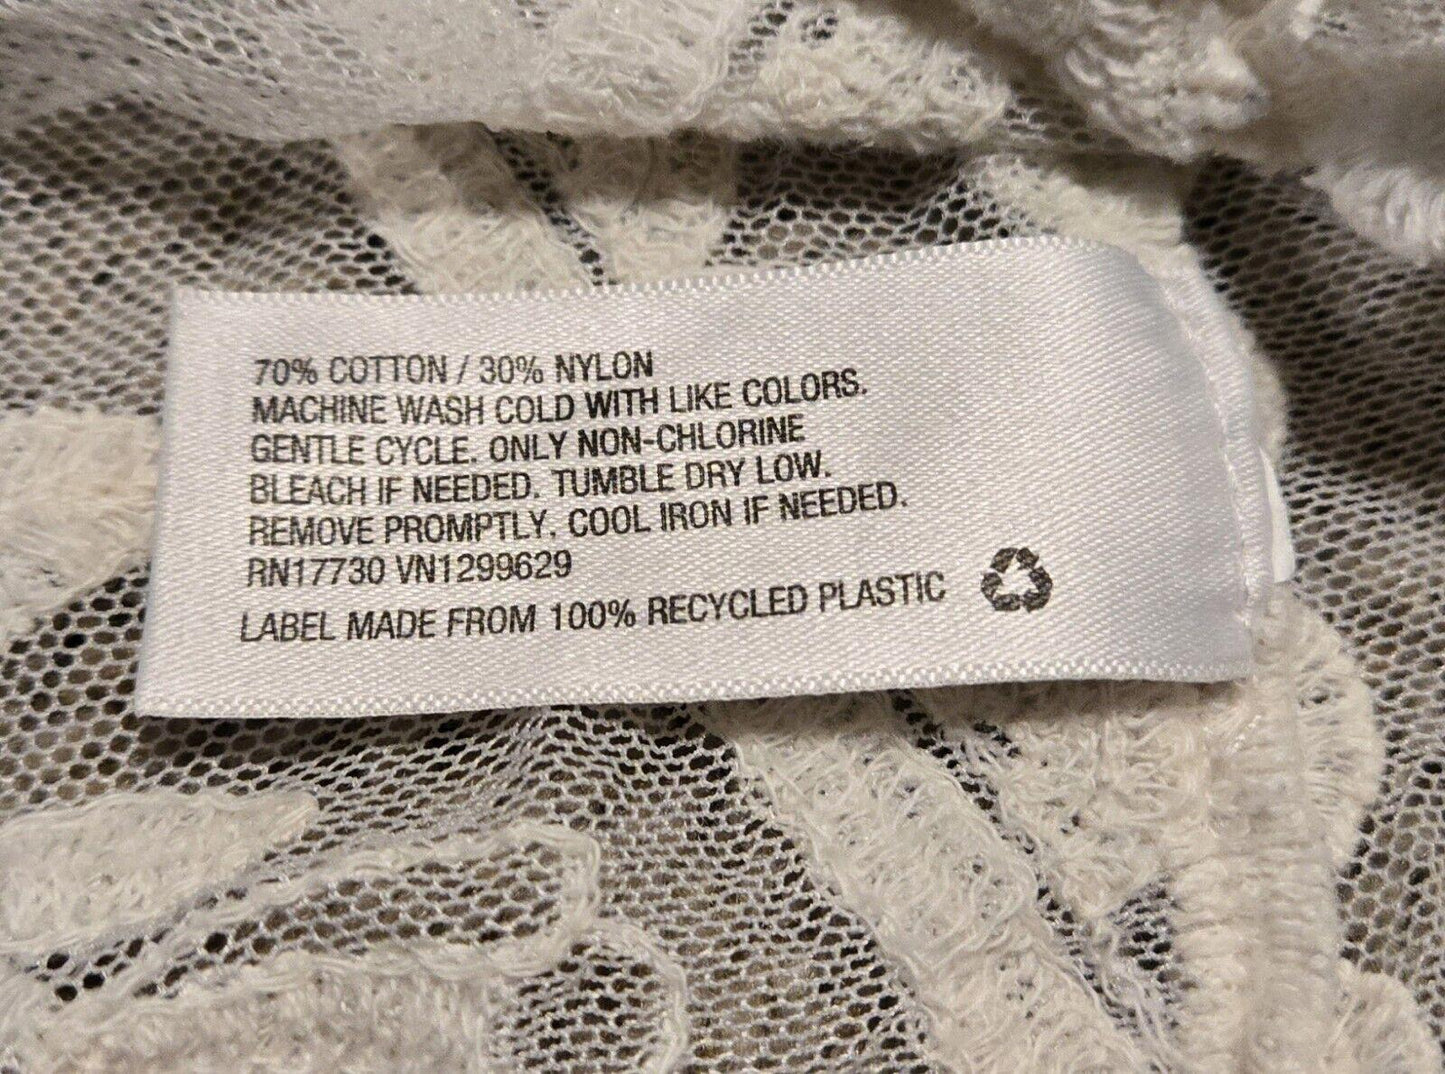 70% COTTON / 30% NYLON
MACHINE WASH COLD WITH LIKE COLORS.
GENTLE CYCLE. ONLY NON-CHLORINE
BLEACH IF NEEDED. TUMBLE DRY LOW.
REMOVE PROMPTLY. COOL IRON IF NEEDED.
RN17730 VN1299629
LABEL MADE FROM 100% RECYCLED PLASTIC